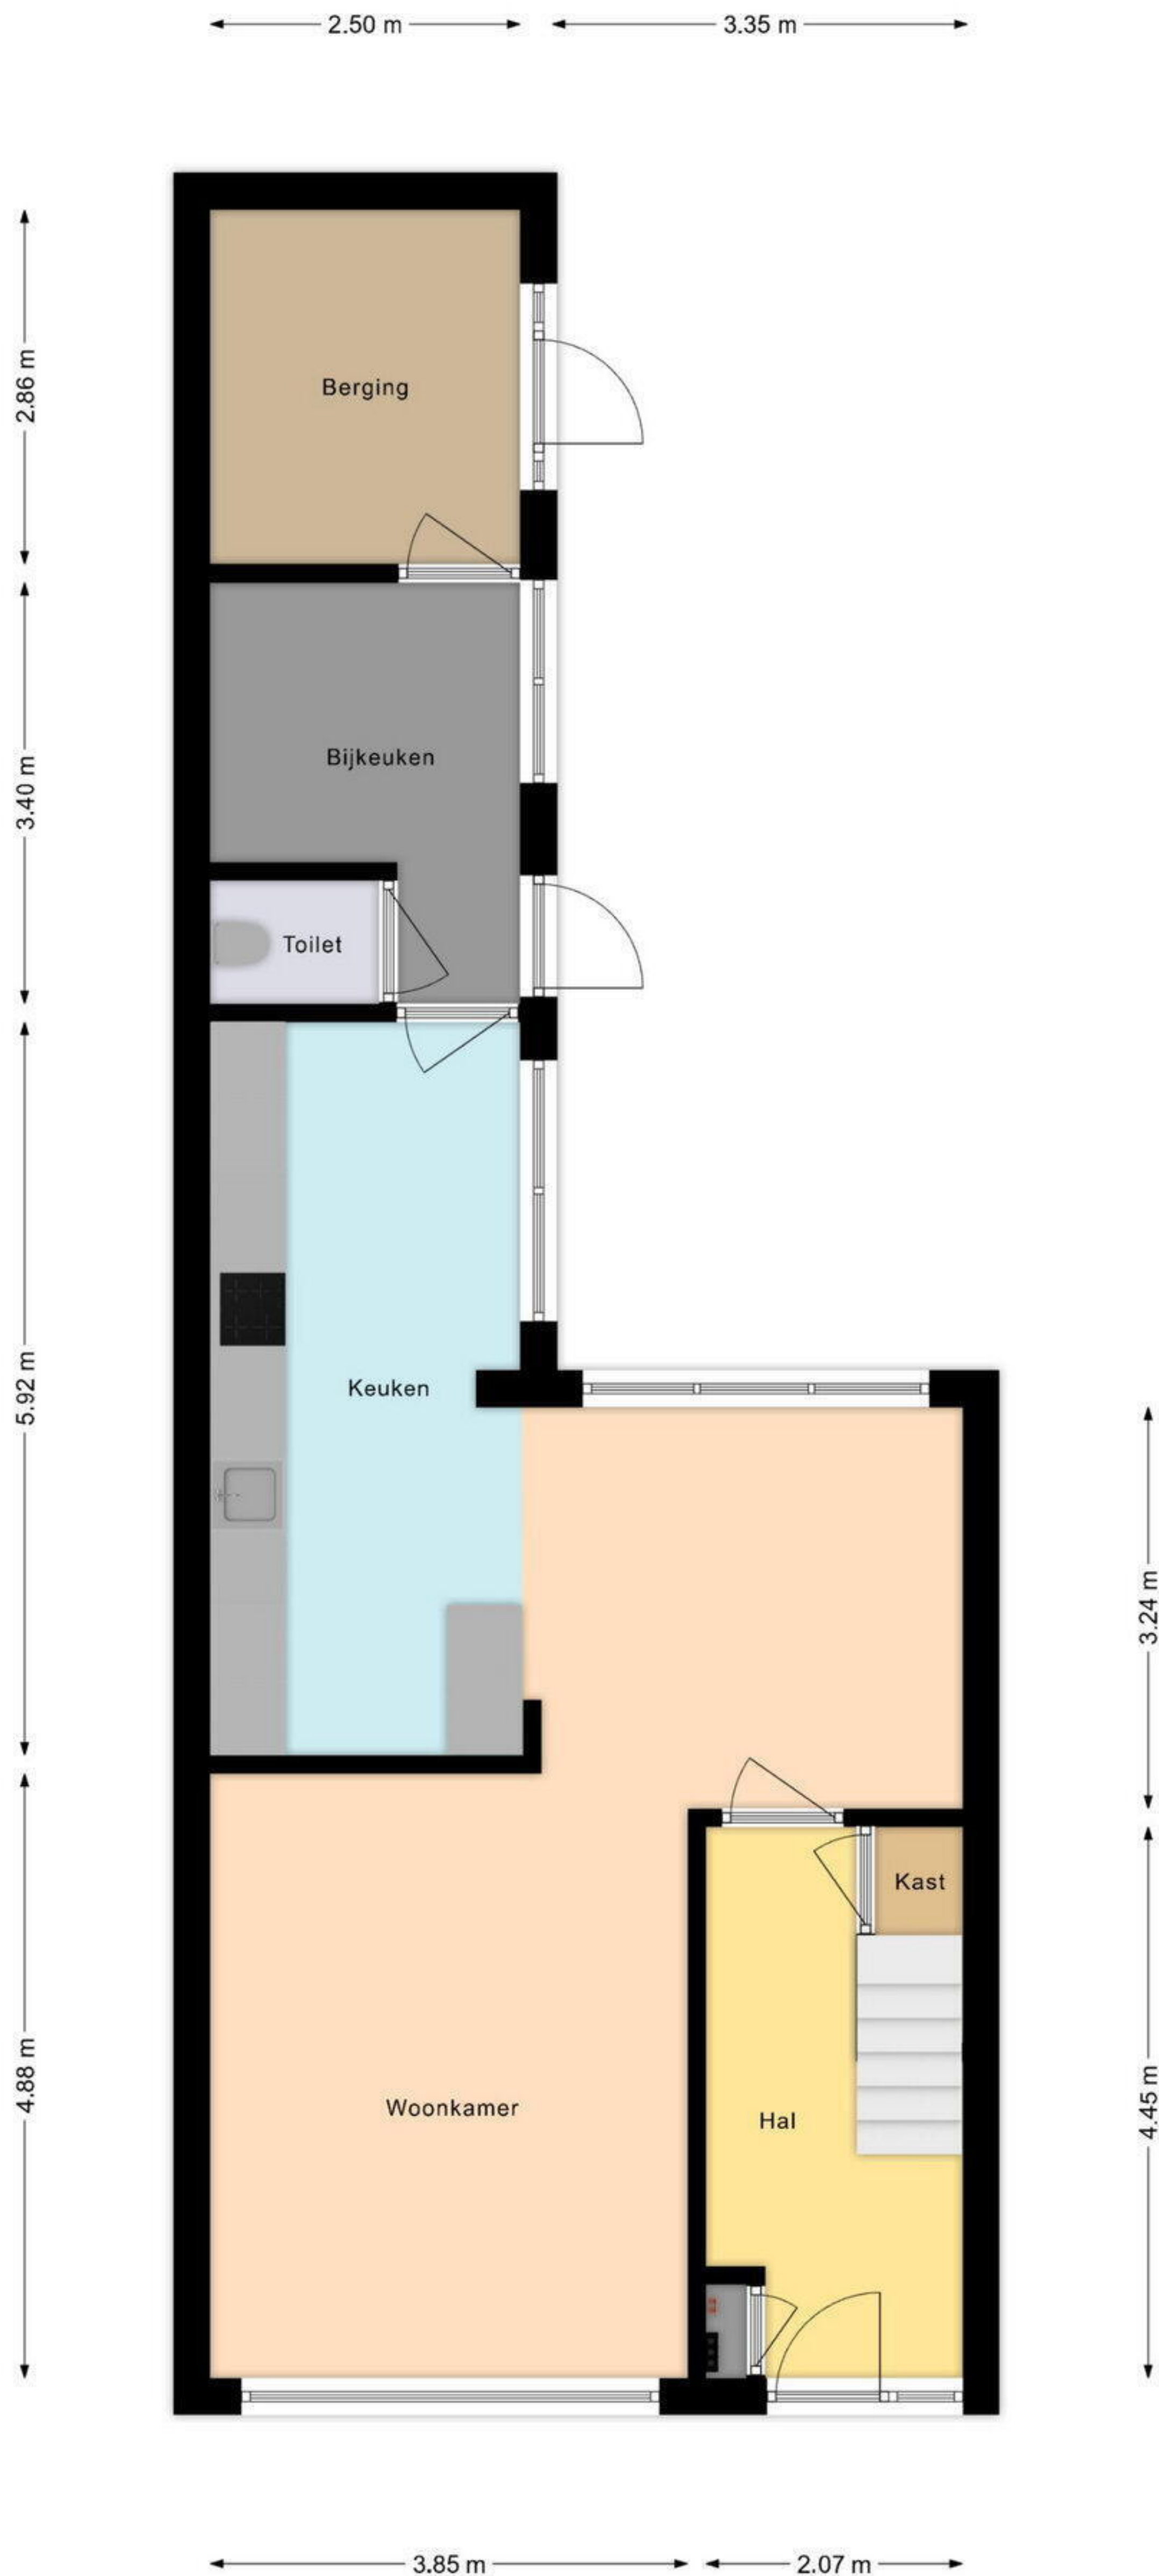 2.50 m
3.35 m
2.86 m
Berging
3.40 m
Bijkeuken
Toilet
5.92 m
Keuken
3.24 m
Kast
4.88 m
Woonkamer
Hal
4.45 m
3.85 m
2.07 m